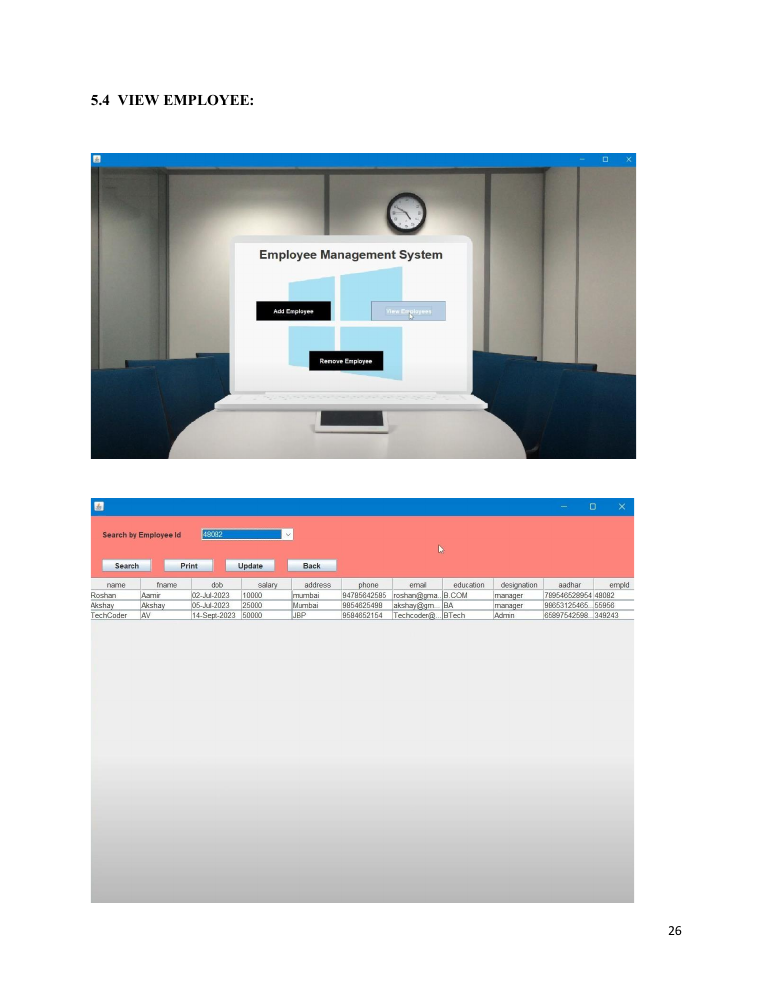 5.4 VIEW EMPLOYEE:
Employee Management System
Add Employee View Employees
Remove Employee
Search by Employee Id 48082
Search Print Update Back
name fname dob salary address phone email education designation aadhar empId
Roshan Aamir 02-Jul-2023 10000 mumbai 94785642585 roshan@gma... B.COM manager 789546528954 48082
Akshay Akshay 05-Jul-2023 25000 Mumbai 9854625498 akshay@gm... BA manager 98653125465... 55956
TechCoder AV 14-Sept-2023 50000 JBP 9584652154 Techcoder@... BTech Admin 65897542598... 349243
26